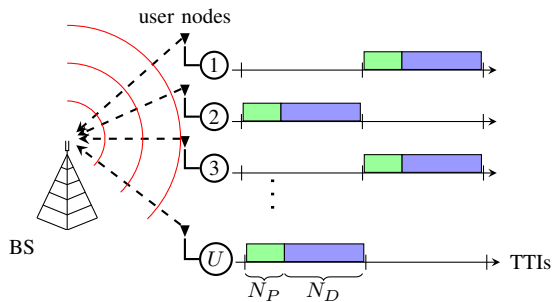 user nodes
1
2
3
⋮
U
BS
TTIs
N_P
N_D